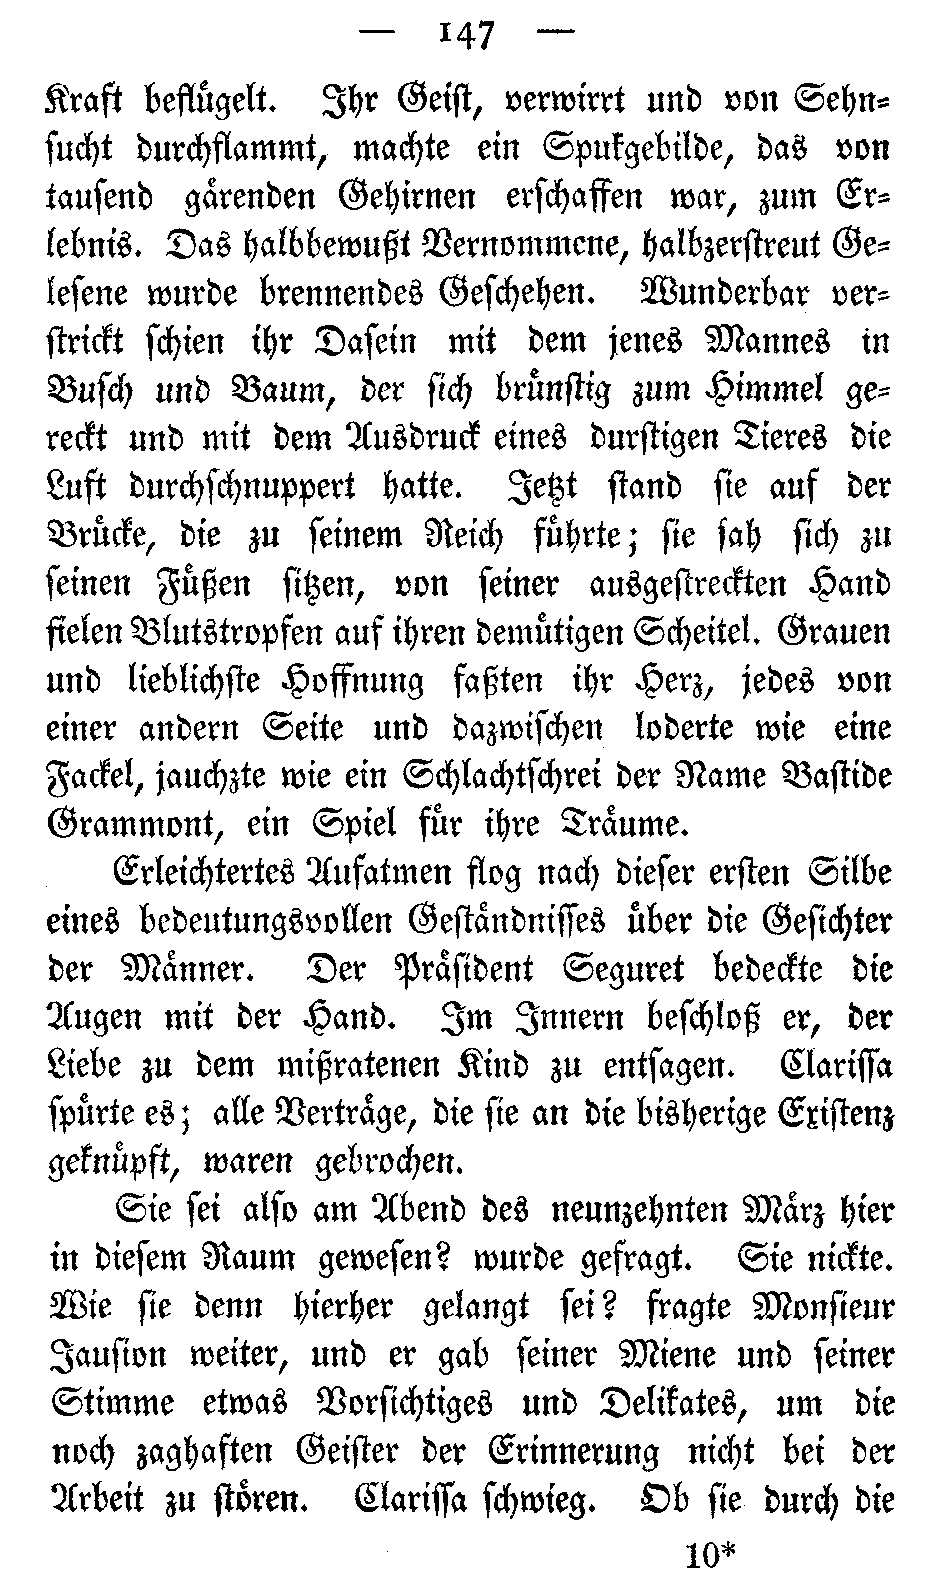 — 147 —
Kraft beflügelt. Ihr Geist, verwirrt und von Sehn=
sucht durchflammt, machte ein Spukgebilde, das von
tausend gärenden Gehirnen erschaffen war, zum Er=
lebnis. Das halbbewußt Vernommene, halbzerstreut Ge=
lesene wurde brennendes Geschehen. Wunderbar ver=
strickt schien ihr Dasein mit dem jenes Mannes in
Busch und Baum, der sich brünstig zum Himmel ge=
reckt und mit dem Ausdruck eines durstigen Tieres die
Luft durchschnuppert hatte. Jetzt stand sie auf der
Brücke, die zu seinem Reich führte; sie sah sich zu
seinen Füßen sitzen, von seiner ausgestreckten Hand
fielen Blutstropfen auf ihren demütigen Scheitel. Grauen
und lieblichste Hoffnung faßten ihr Herz, jedes von
einer andern Seite und dazwischen loderte wie eine
Fackel, jauchzte wie ein Schlachtschrei der Name Bastide
Grammont, ein Spiel für ihre Träume.
Erleichtertes Aufatmen flog nach dieser ersten Silbe
eines bedeutungsvollen Geständnisses über die Gesichter
der Männer. Der Präsident Seguret bedeckte die
Augen mit der Hand. Im Innern beschloß er, der
Liebe zu dem mißratenen Kind zu entsagen. Clarissa
spürte es; alle Verträge, die sie an die bisherige Existenz
geknüpft, waren gebrochen.
Sie sei also am Abend des neunzehnten März hier
in diesem Raum gewesen? wurde gefragt. Sie nickte.
Wie sie denn hierher gelangt sei? fragte Monsieur
Jausion weiter, und er gab seiner Miene und seiner
Stimme etwas Vorsichtiges und Delikates, um die
noch zaghaften Geister der Erinnerung nicht bei der
Arbeit zu stören. Clarissa schwieg. Ob sie durch die
10*